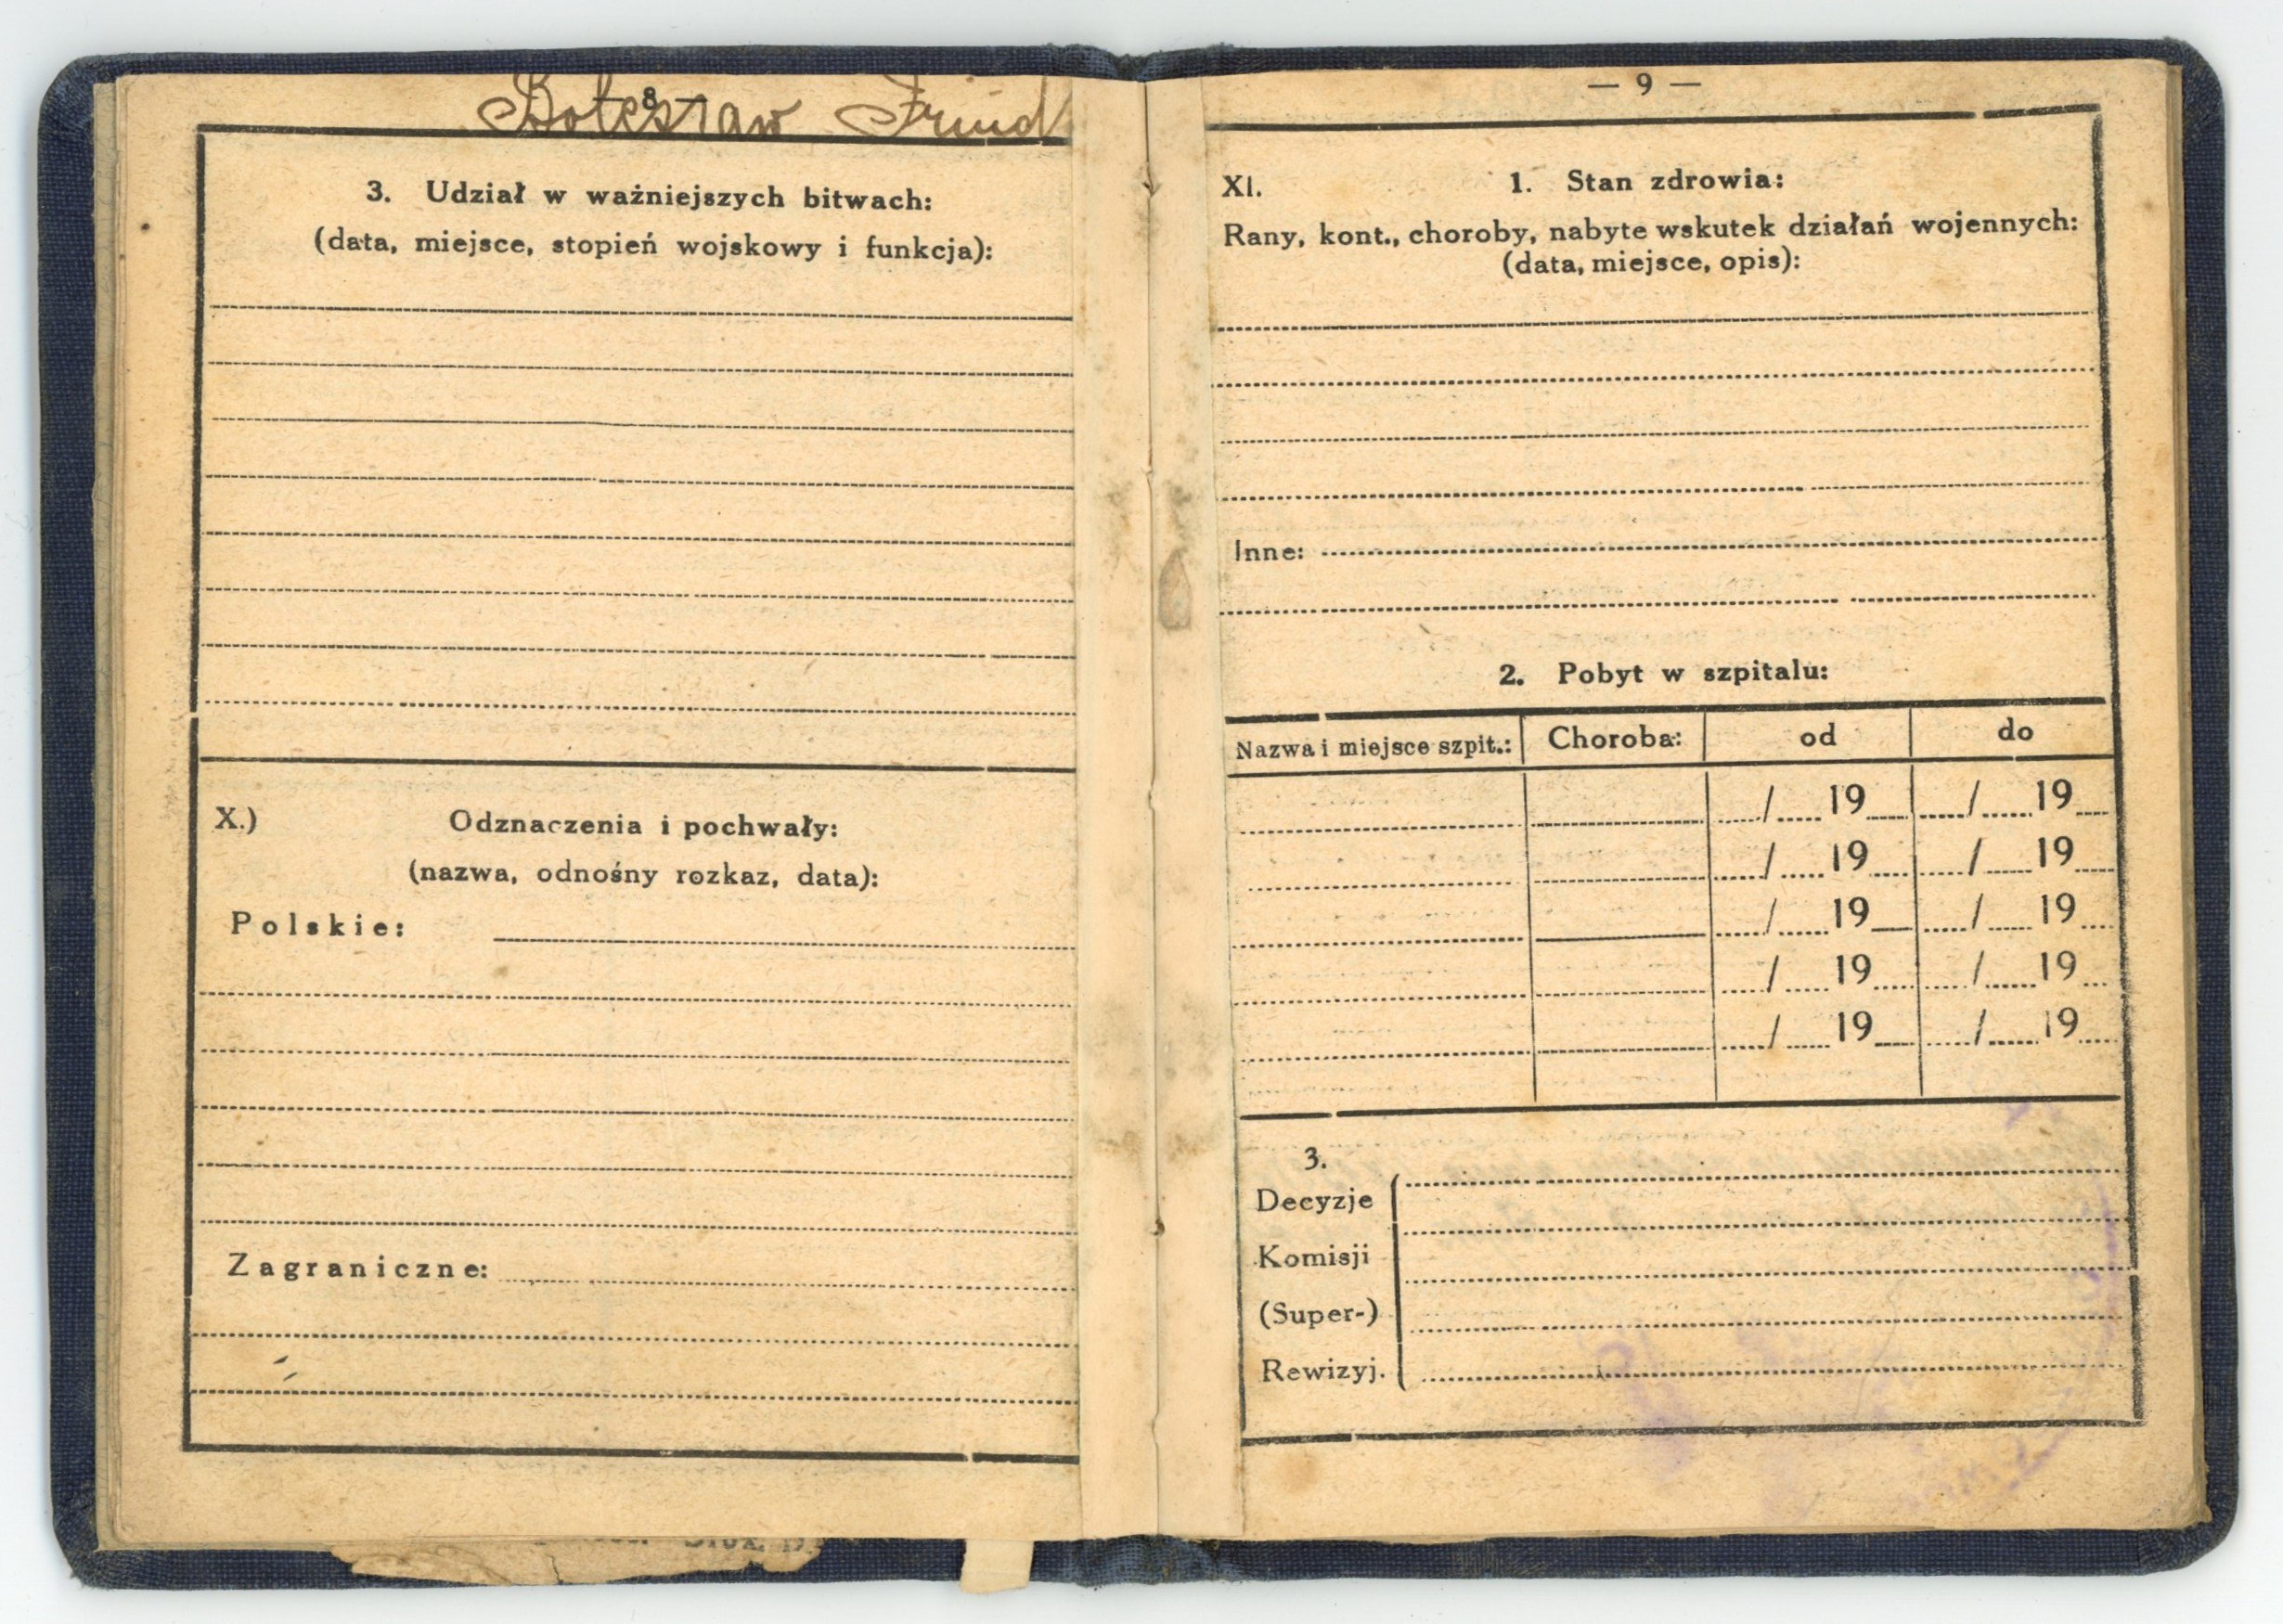 Bolesław
8
3. Udział w ważniejszych bitwach:
(data, miejsce, stopień wojskowy i funkcja):
X.) Odznaczenia i pochwały:
(nazwa, odnośny rozkaz, data):
Polskie:
Zagraniczne:
— 9 —
XI. 1. Stan zdrowia:
Rany, kont., choroby, nabyte wskutek działań wojennych:
(data, miejsce, opis):
Inne:
2. Pobyt w szpitalu:
Nazwa i miejsce szpit.: Choroba: od do
/ 19 / 19
/ 19 / 19
/ 19 / 19
/ 19 / 19
/ 19 / 19
3.
Decyzje
Komisji
(Super-)
Rewizyj.